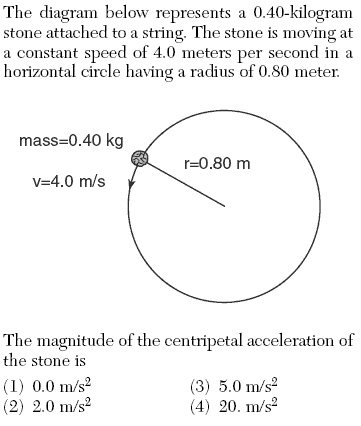 The diagram below represents a 0.40-kilogram
stone attached to a string. The stone is moving at
a constant speed of 4.0 meters per second in a
horizontal circle having a radius of 0.80 meter.
mass=0.40 kg
r=0.80 m
v=4.0 m/s
The magnitude of the centripetal acceleration of
the stone is
(1) 0.0 m/s² (3) 5.0 m/s²
(2) 2.0 m/s² (4) 20. m/s²